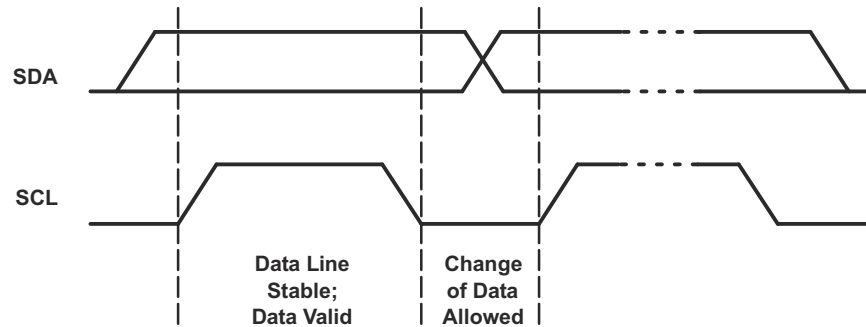 SDA
SCL
Data Line
Stable;
Data Valid
Change
of Data
Allowed